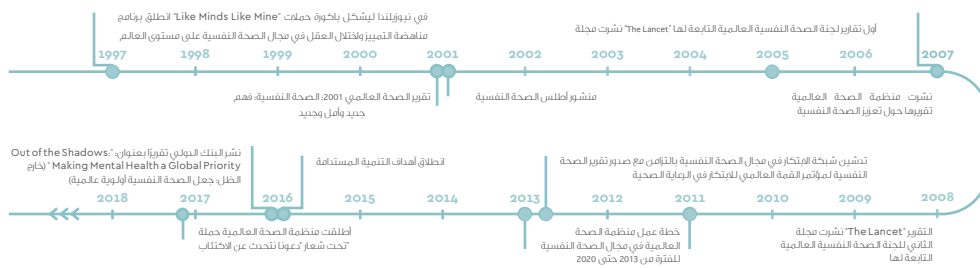 في نيوزيلندا ليشكل باكورة حملات "Like Minds Like Mine" انطلق برنامج
مناهضة التمييز واختلال العقل في مجال الصحة النفسية على مستوى العالم
أول تقارير لجنة الصحة النفسية العالمية التابعة لها "The Lancet" نشرت مجلة
1997 1998 1999 2000 2001 2002 2003 2004 2005 2006 2007
تقرير الصحة العالمي 2001: الصحة النفسية: فهم
جديد وأمل وجديد
منشور أطلس الصحة النفسية
نشرت منظمة الصحة العالمية
تقريرها حول تعزيز الصحة النفسية
نشر البنك الدولي تقريرًا بعنوان: "Out of the Shadows:
Making Mental Health a Global Priority" (خارج
الظل: جعل الصحة النفسية أولوية عالمية)
انطلاق أهداف التنمية المستدامة
تدشين شبكة الابتكار في مجال الصحة النفسية بالتزامن مع صدور تقرير الصحة
النفسية لمؤتمر القمة العالمي للابتكار في الرعاية الصحية
2018 2017 2016 2015 2014 2013 2012 2011 2010 2009 2008
أطلقت منظمة الصحة العالمية حملة
تحت شعار "دعونا نتحدث عن الاكتئاب"
خطة عمل منظمة الصحة
العالمية في مجال الصحة النفسية
للفترة من 2013 حتى 2020
التقرير "The Lancet" نشرت مجلة
الثاني للجنة الصحة النفسية العالمية
التابعة لها